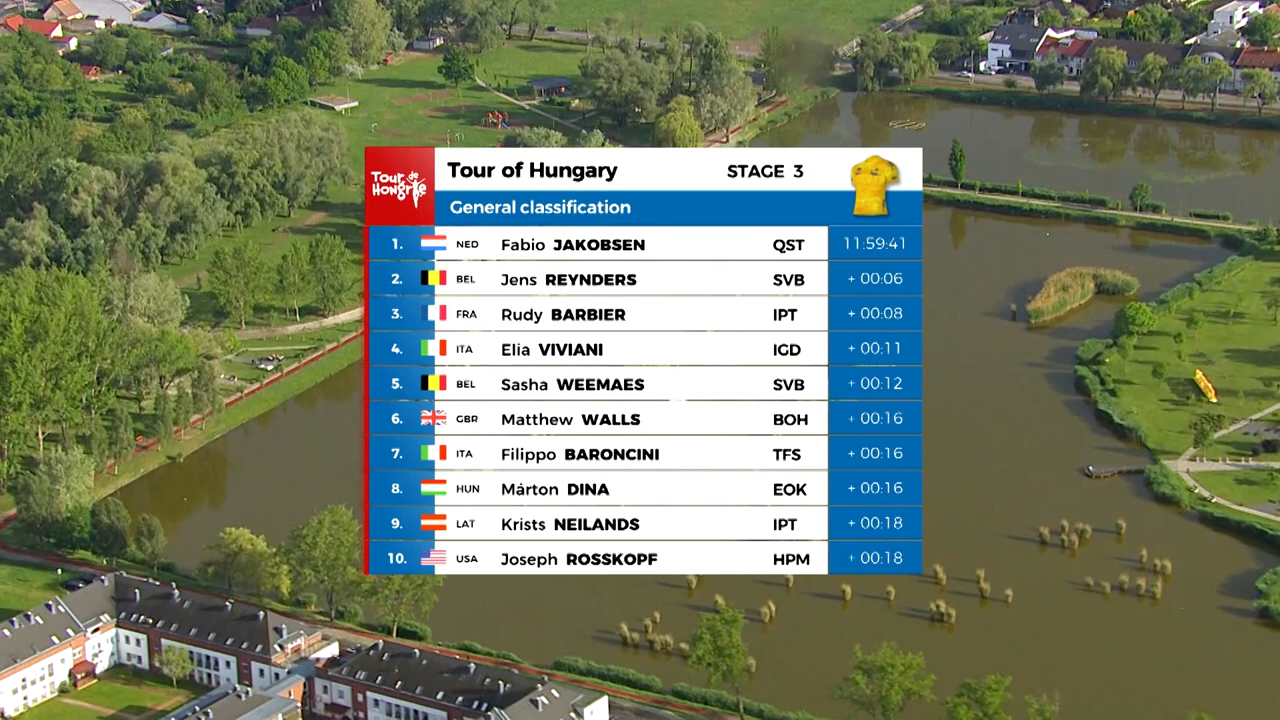 Tour de Hongrie
Tour of Hungary STAGE 3
General classification
1. NED Fabio JAKOBSEN QST 11:59:41
2. BEL Jens REYNDERS SVB + 00:06
3. FRA Rudy BARBIER IPT + 00:08
4. ITA Elia VIVIANI IGD + 00:11
5. BEL Sasha WEEMAES SVB + 00:12
6. GBR Matthew WALLS BOH + 00:16
7. ITA Filippo BARONCINI TFS + 00:16
8. HUN Márton DINA EOK + 00:16
9. LAT Krists NEILANDS IPT + 00:18
10. USA Joseph ROSSKOPF HPM + 00:18